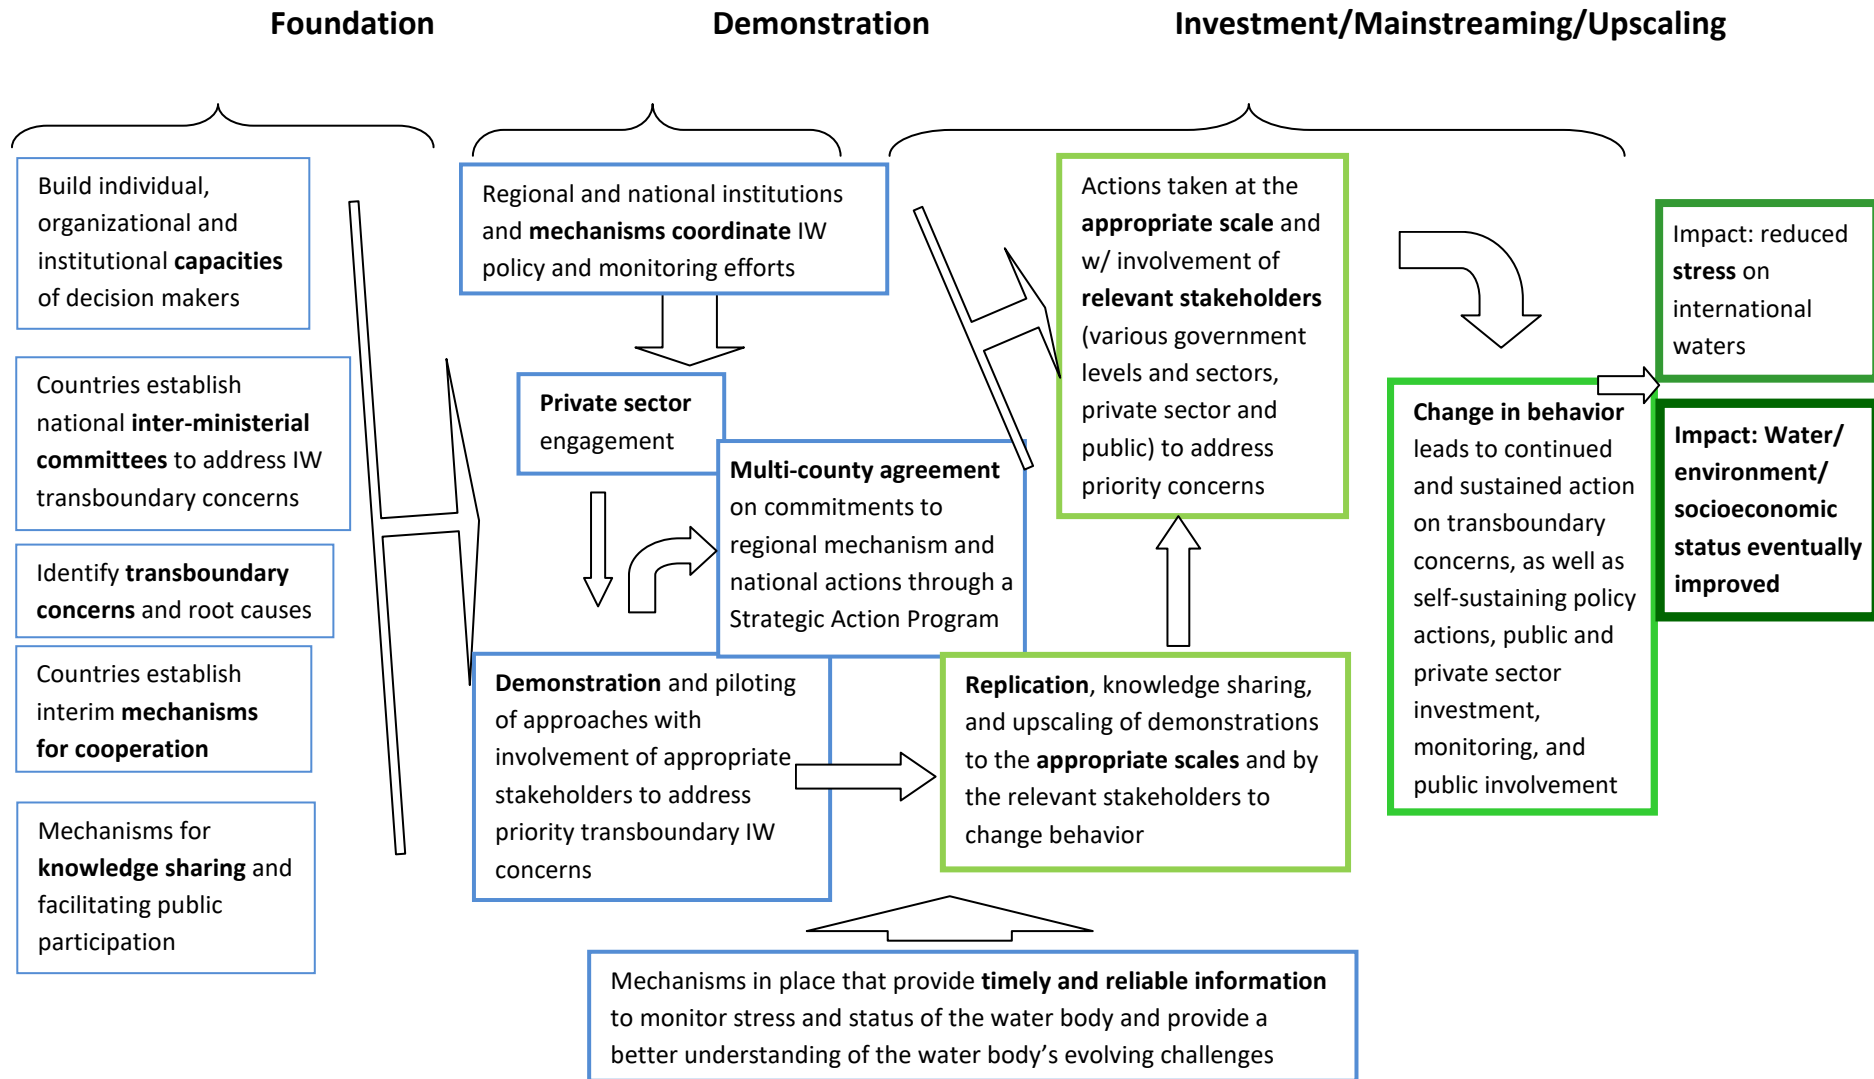 Foundation
Demonstration
Investment/Mainstreaming/Upscaling
Build individual,
organizational and
institutional capacities
of decision makers
Countries establish
national inter-ministerial
committees to address IW
transboundary concerns
Identify transboundary
concerns and root causes
Countries establish
interim mechanisms
for cooperation
Mechanisms for
knowledge sharing and
facilitating public
participation
Regional and national institutions
and mechanisms coordinate IW
policy and monitoring efforts
Private sector
engagement
Multi-county agreement
on commitments to
regional mechanism and
national actions through a
Strategic Action Program
Demonstration and piloting
of approaches with
involvement of appropriate
stakeholders to address
priority transboundary IW
concerns
Actions taken at the
appropriate scale and
w/ involvement of
relevant stakeholders
(various government
levels and sectors,
private sector and
public) to address
priority concerns
Replication, knowledge sharing,
and upscaling of demonstrations
to the appropriate scales and by
the relevant stakeholders to
change behavior
Change in behavior
leads to continued
and sustained action
on transboundary
concerns, as well as
self-sustaining policy
actions, public and
private sector
investment,
monitoring, and
public involvement
Impact: reduced
stress on
international
waters
Impact: Water/
environment/
socioeconomic
status eventually
improved
Mechanisms in place that provide timely and reliable information
to monitor stress and status of the water body and provide a
better understanding of the water body’s evolving challenges